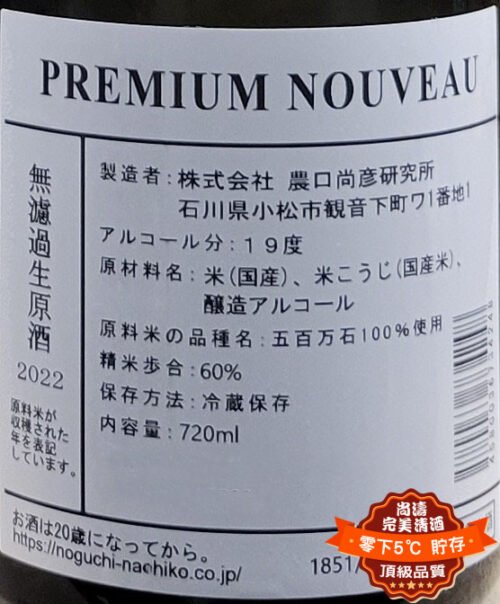 PREMIUM NOUVEAU
無濾過生原酒
2022
原料米が
収穫された
年を表記
しています。
製造者:株式会社 農口尚彦研究所
石川県小松市観音下町ワ1番地1
アルコール分:19度
原材料名:米(国産)、米こうじ(国産米)、
醸造アルコール
原料米の品種名:五百万石100%使用
精米歩合:60%
保存方法:冷蔵保存
内容量:720ml
お酒は20歳になってから。
https://noguchi-naohiko.co.jp/
1851/
尚濤
完美清酒
零下5℃ 貯存
頂級品質